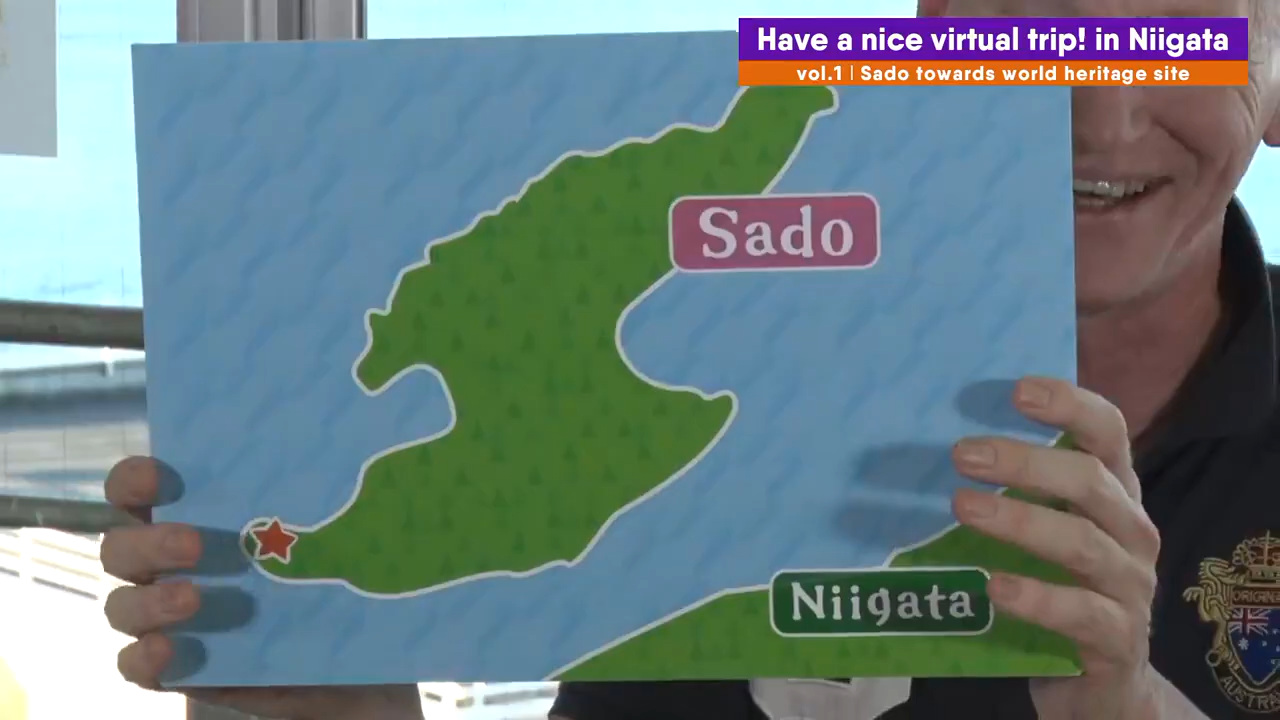 Have a nice virtual trip! in Niigata
vol.1 | Sado towards world heritage site
Sado
Niigata